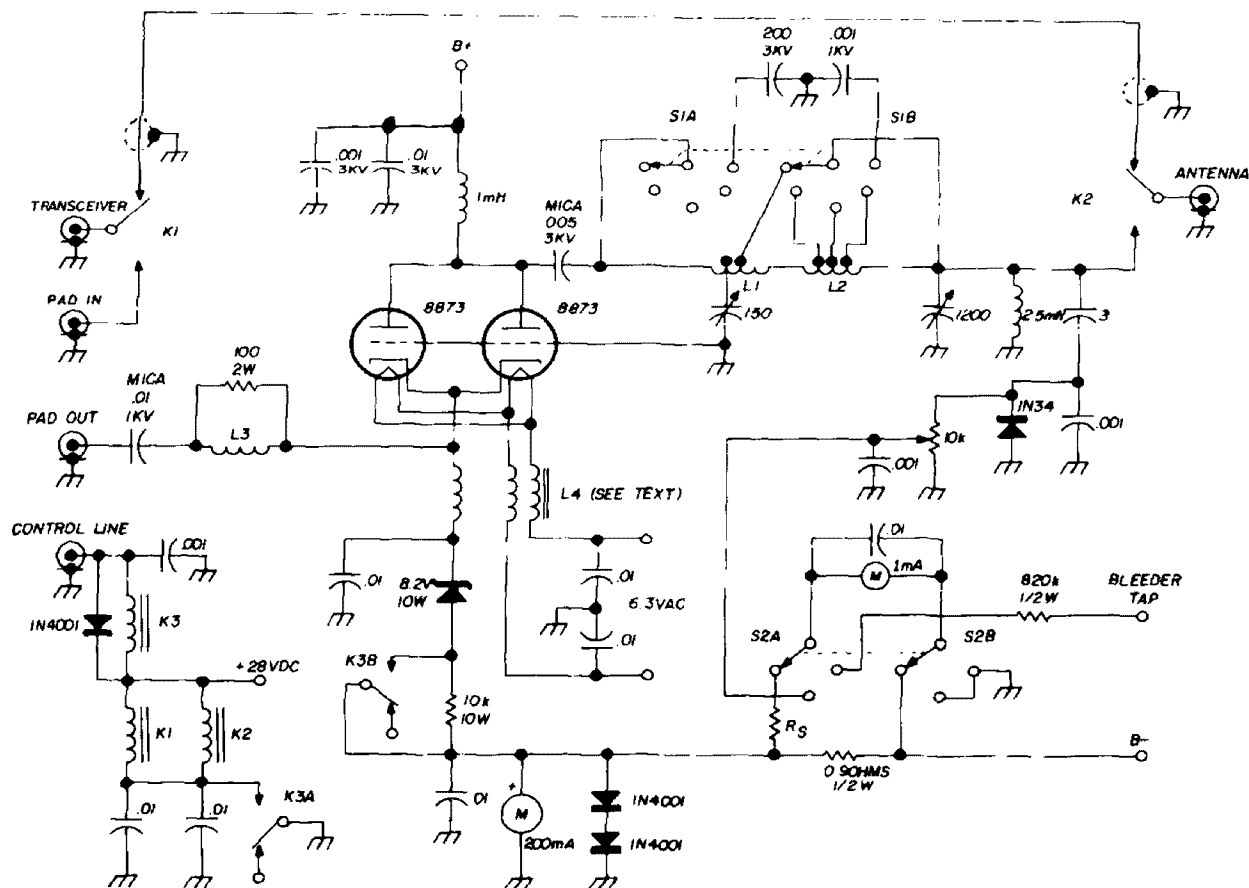 B+
200
3KV
.001
1KV
S1A
S1B
.001
3KV
.01
3KV
1mH
MICA
.005
3KV
TRANSCEIVER
K1
K2
ANTENNA
PAD IN
8873
8873
L1
L2
150
1200
2.5mH
3
100
2W
MICA
.01
1KV
L3
PAD OUT
1N34
10k
.001
.001
L4 (SEE TEXT)
CONTROL LINE
.001
1N4001
K3
+28VDC
K1
K2
.01
.01
K3A
.01
8.2V
10W
K3B
10k
10W
.01
6.3VAC
.01
.01
M
1mA
820k
1/2W
BLEEDER
TAP
S2A
S2B
RS
0.9OHMS
1/2W
B-
.01
+
M
200mA
1N4001
1N4001